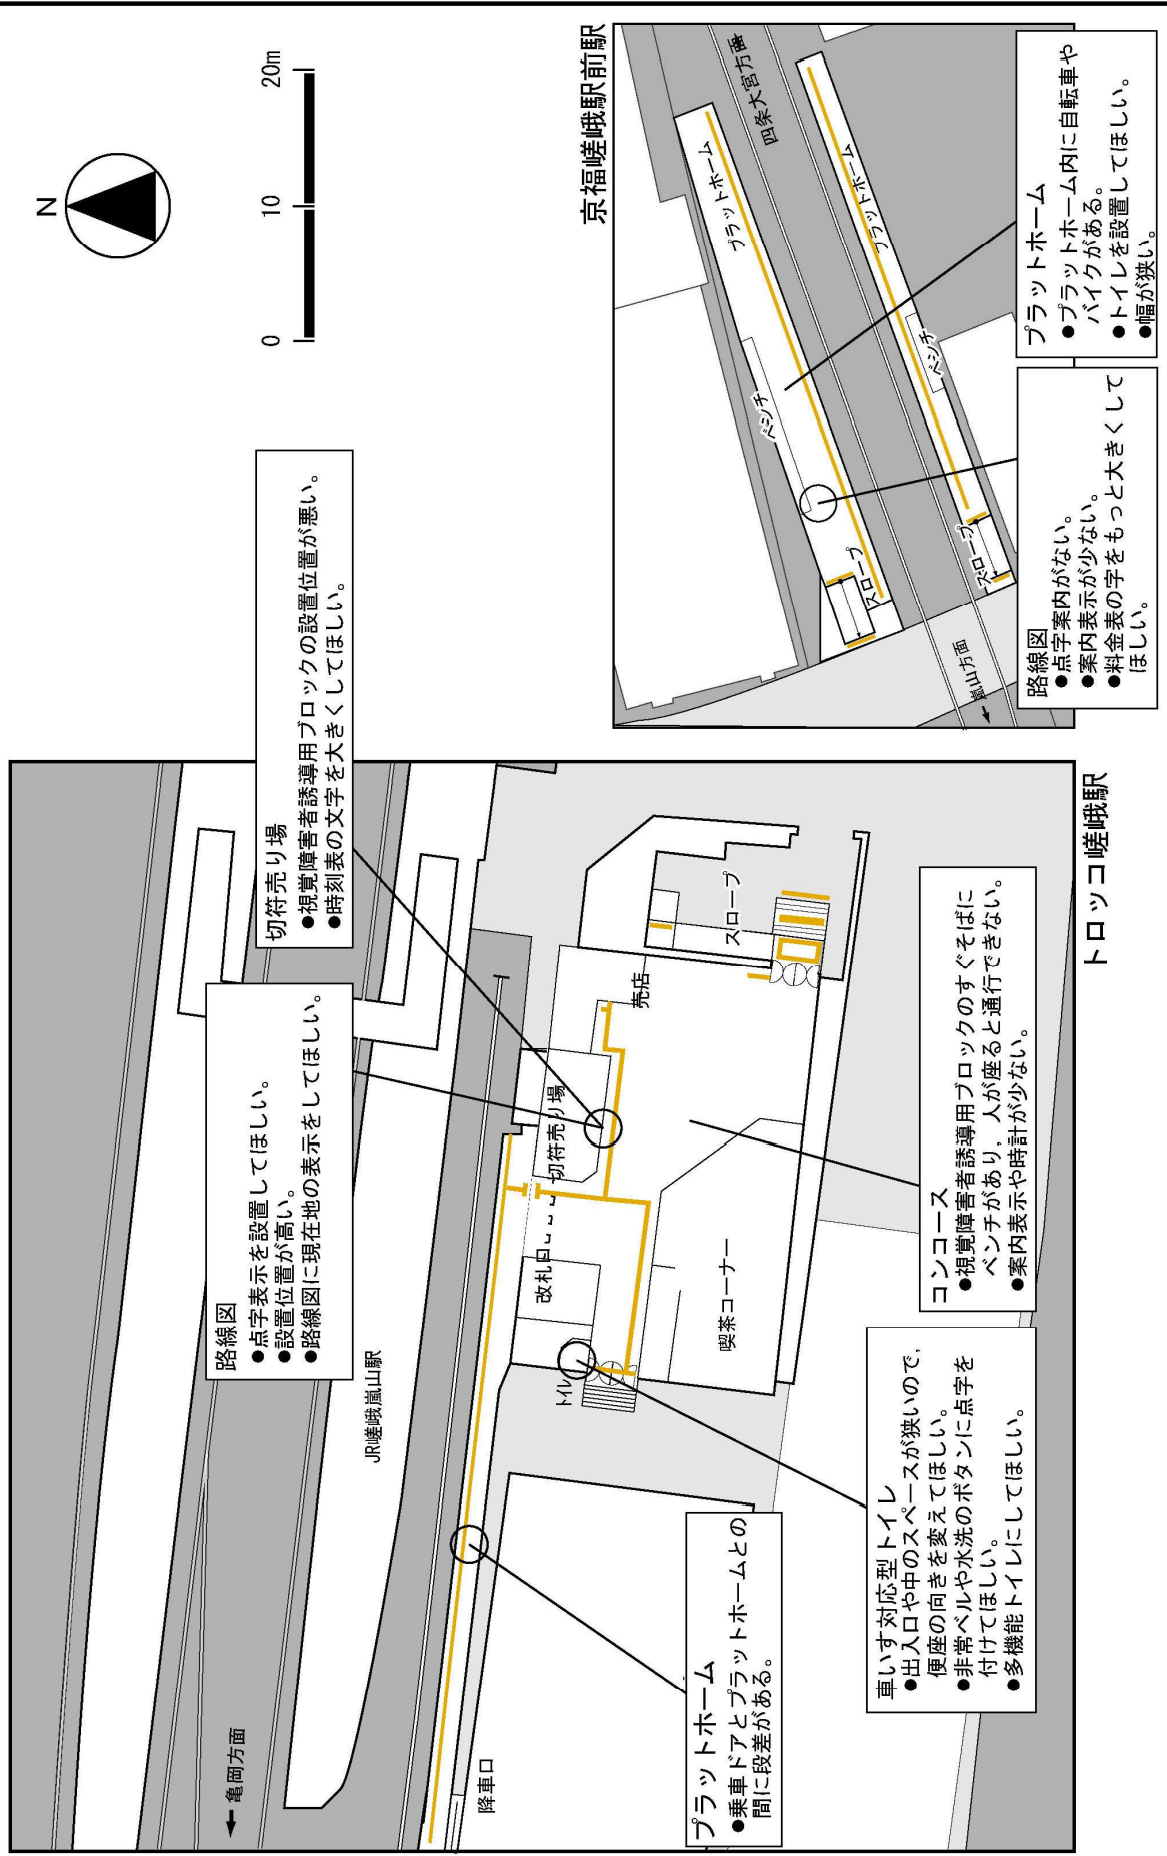 N
0 10 20m
切符売り場
●視覚障害者誘導用ブロックの設置位置が悪い。
●時刻表の文字を大きくしてほしい。
路線図
●点字表示を設置してほしい。
●設置位置が高い。
●路線図に現在地の表示をしてほしい。
← 亀岡方面
JR嵯峨嵐山駅
降車口
トイレ
改札口
切符売り場
売店
スロープ
喫茶コーナー
プラットホーム
●乗車ドアとプラットホームとの
間に段差がある。
車いす対応型トイレ
●出入口や中のスペースが狭いので,
便座の向きを変えてほしい。
●非常ベルや水洗のボタンに点字を
付けてほしい。
●多機能トイレにしてほしい。
コンコース
●視覚障害者誘導用ブロックのすぐそばに
ベンチがあり,人が座ると通行できない。
●案内表示や時計が少ない。
トロッコ嵯峨駅
京福嵯峨駅前駅
四条大宮方面
プラットホーム
ベンチ
スロープ
プラットホーム
ベンチ
スロープ
← 嵐山方面
路線図
●点字案内がない。
●案内表示が少ない。
●料金表の字をもっと大きくして
ほしい。
プラットホーム
●プラットホーム内に自転車や
バイクがある。
●トイレを設置してほしい。
●幅が狭い。